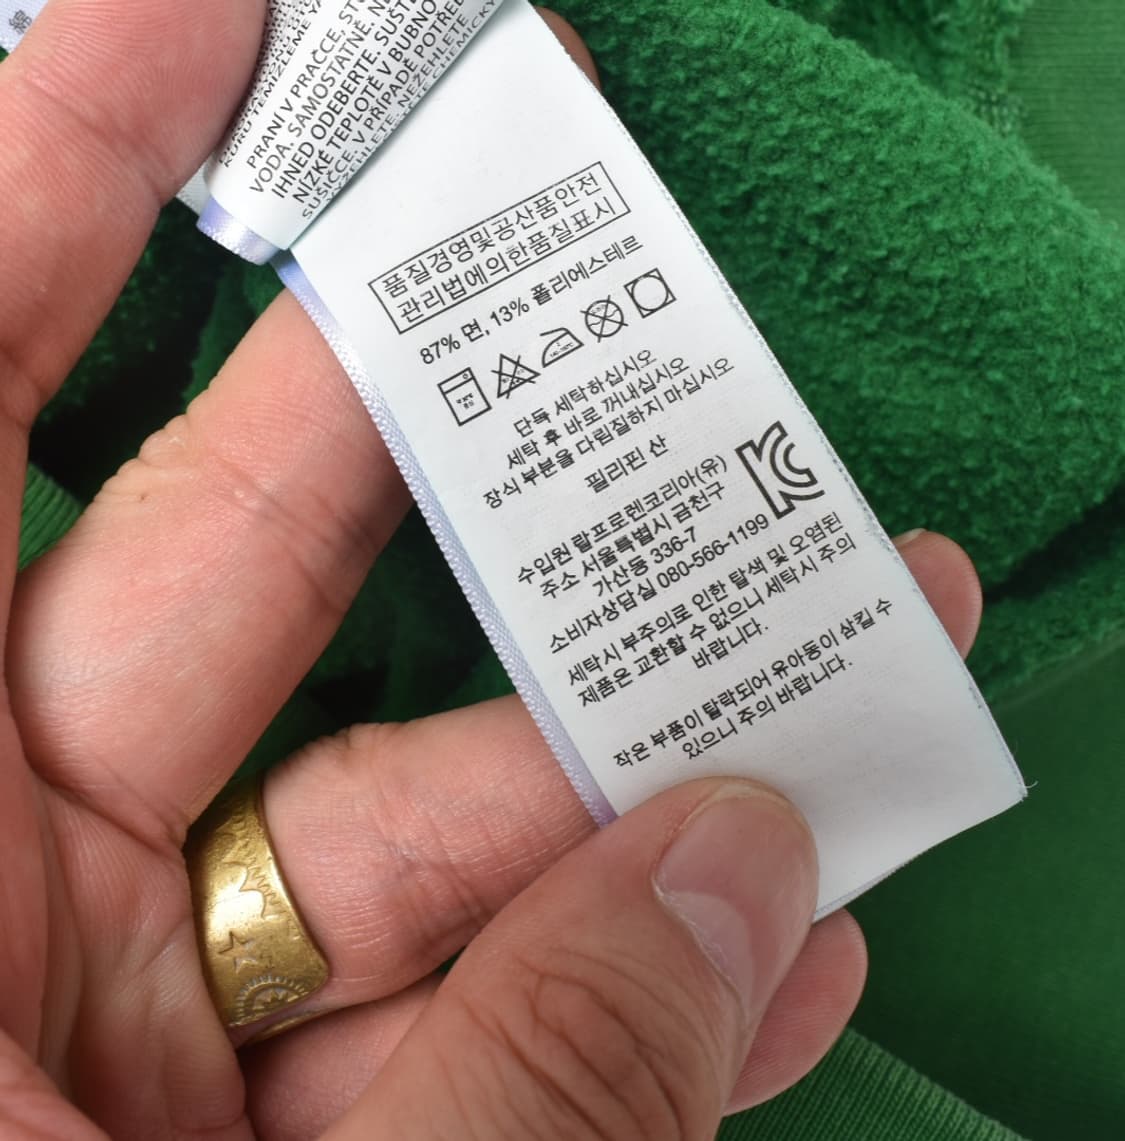 PRANÍ V PRAČCE, ST
VODA, SAMOSTATNĚ, NE
IHNED ODEBERTE. SUŠT
NÍZKÉ TEPLOTĚ V BUBNO
SUŠIČCE. V PŘÍPADĚ POTŘEB
품질경영및공산품안전
관리법에의한품질표시
87% 면, 13% 폴리에스테르
단독 세탁하십시오
세탁 후 바로 꺼내십시오
장식 부분을 다림질하지 마십시오
필리핀 산
수입원 랄프로렌코리아(유)
주소 서울특별시 금천구
가산동 336-7
소비자상담실 080-566-1199
세탁시 부주의로 인한 탈색 및 오염된
제품은 교환할 수 없으니 세탁시 주의
바랍니다.
작은 부품이 탈락되어 유아동이 삼킬 수
있으니 주의 바랍니다.